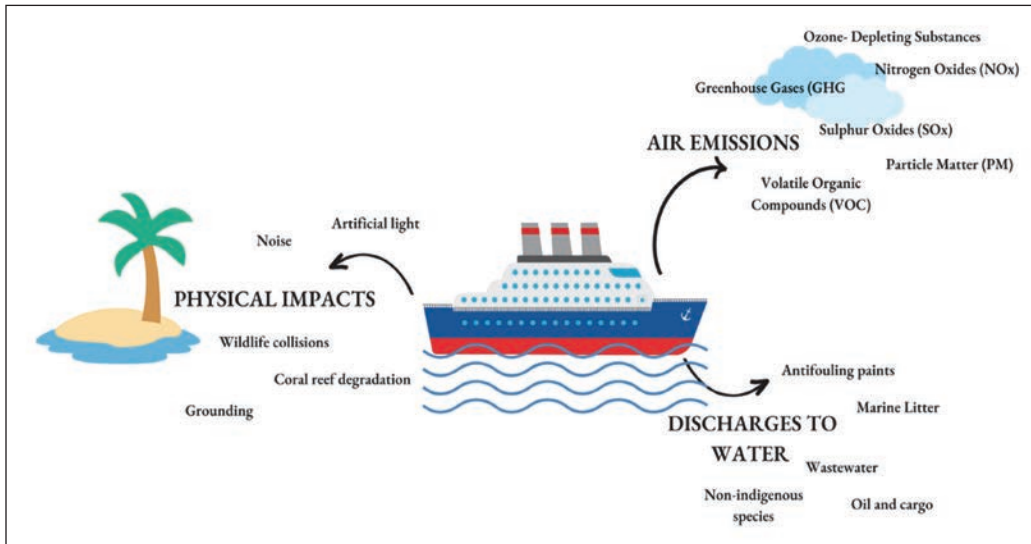 Ozone- Depleting Substances
Nitrogen Oxides (NOx)
Greenhouse Gases (GHG
Sulphur Oxides (SOx)
AIR EMISSIONS
Particle Matter (PM)
Volatile Organic
Compounds (VOC)
Artificial light
Noise
PHYSICAL IMPACTS
Wildlife collisions
Coral reef degradation
Grounding
Antifouling paints
Marine Litter
DISCHARGES TO
WATER
Wastewater
Non-indigenous
species
Oil and cargo